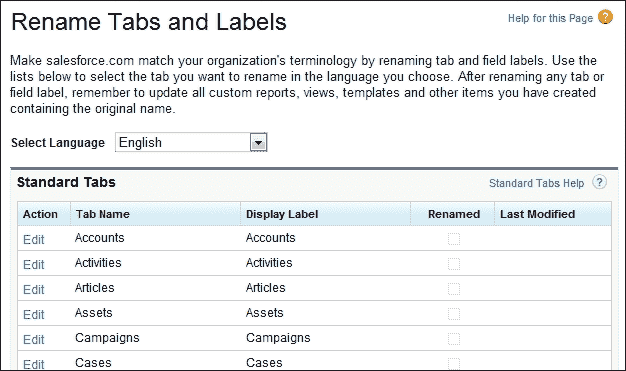 Rename Tabs and Labels
Help for this Page ?
Make salesforce.com match your organization's terminology by renaming tab and field labels. Use the
lists below to select the tab you want to rename in the language you choose. After renaming any tab or
field label, remember to update all custom reports, views, templates and other items you have created
containing the original name.
Select Language English
Standard Tabs Standard Tabs Help ?
Action Tab Name Display Label Renamed Last Modified
Edit Accounts Accounts
Edit Activities Activities
Edit Articles Articles
Edit Assets Assets
Edit Campaigns Campaigns
Edit Cases Cases